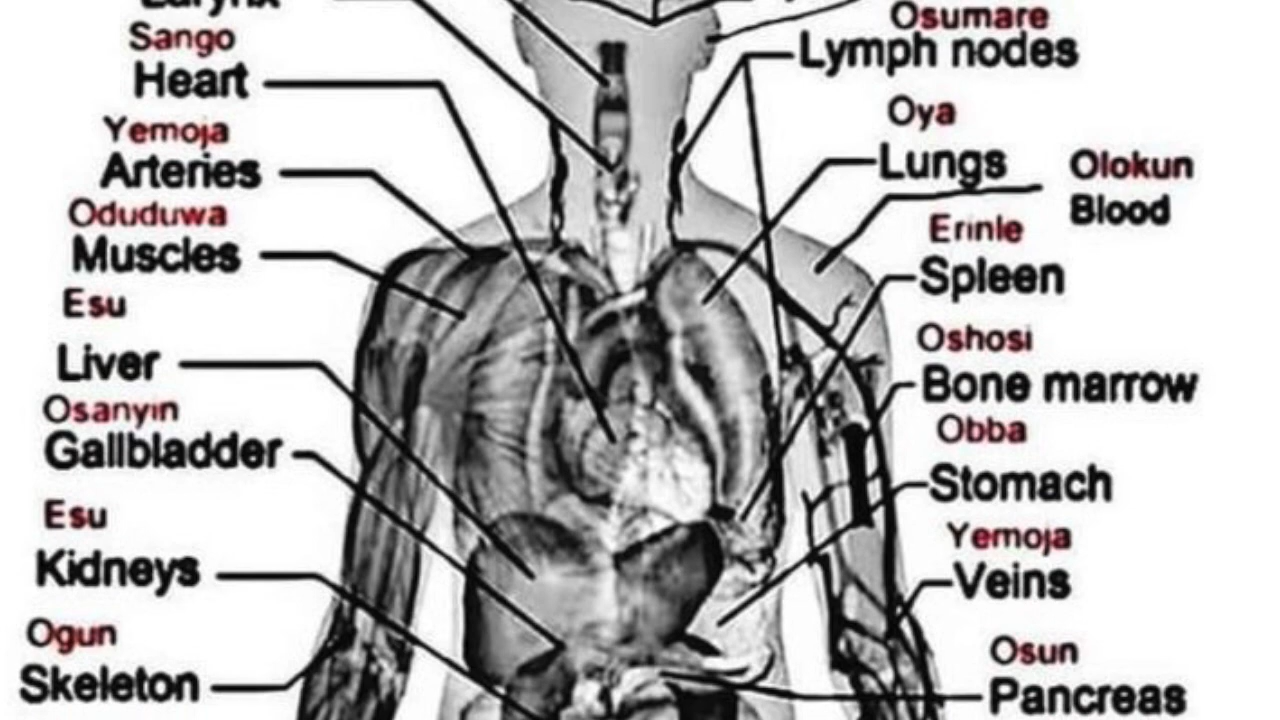 Larynx
Sango
Heart
Yemoja
Arteries
Oduduwa
Muscles
Esu
Liver
Osanyin
Gallbladder
Esu
Kidneys
Ogun
Skeleton
Osumare
Lymph nodes
Oya
Lungs
Olokun
Blood
Erinle
Spleen
Oshosi
Bone marrow
Obba
Stomach
Yemoja
Veins
Osun
Pancreas